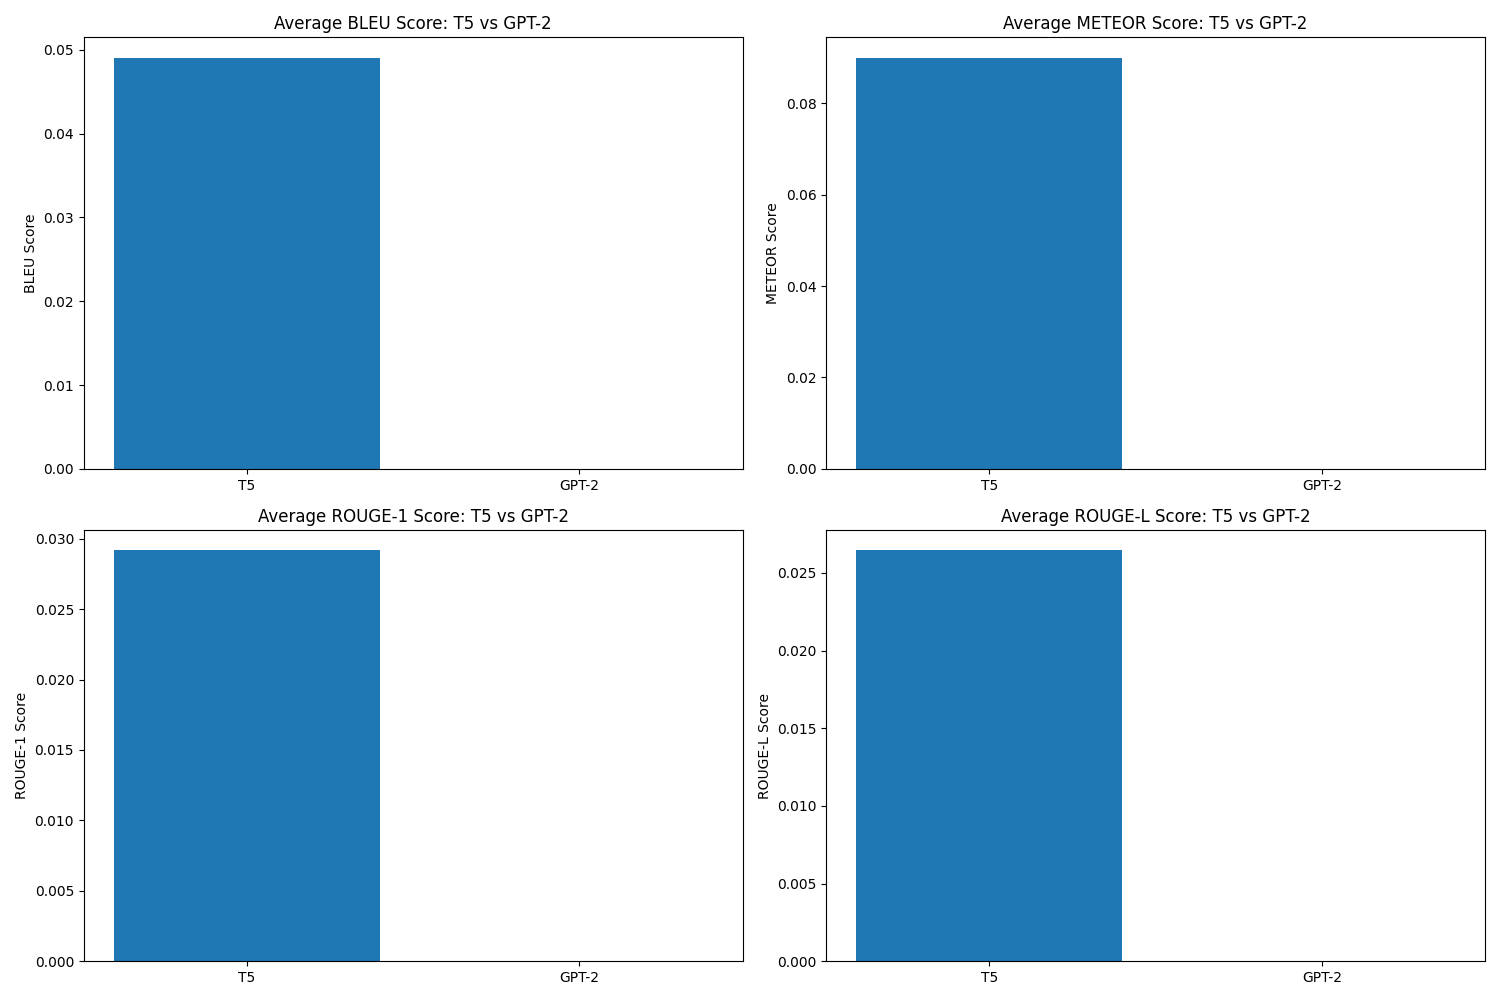 Average BLEU Score: T5 vs GPT-2
BLEU Score
0.05
0.04
0.03
0.02
0.01
0.00
T5
GPT-2
Average METEOR Score: T5 vs GPT-2
METEOR Score
0.08
0.06
0.04
0.02
0.00
T5
GPT-2
Average ROUGE-1 Score: T5 vs GPT-2
ROUGE-1 Score
0.030
0.025
0.020
0.015
0.010
0.005
0.000
T5
GPT-2
Average ROUGE-L Score: T5 vs GPT-2
ROUGE-L Score
0.025
0.020
0.015
0.010
0.005
0.000
T5
GPT-2